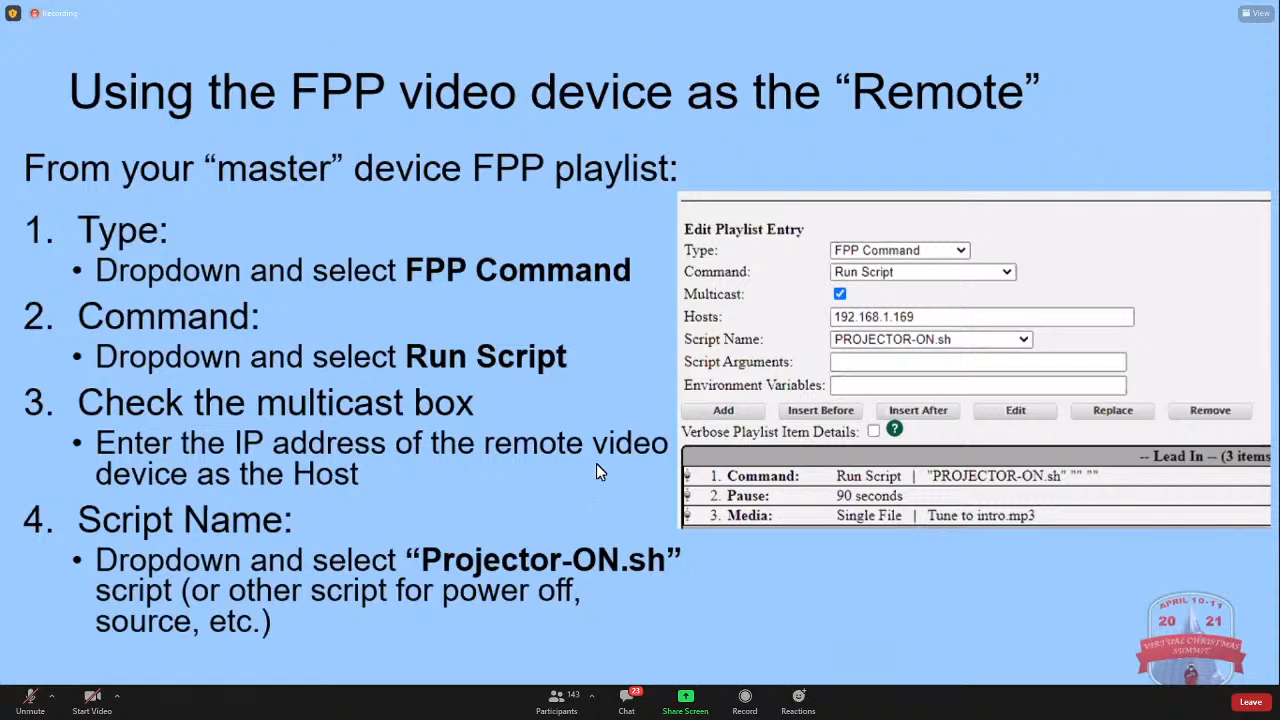 Recording
View
Using the FPP video device as the “Remote”
From your “master” device FPP playlist:
1. Type:
• Dropdown and select FPP Command
2. Command:
• Dropdown and select Run Script
3. Check the multicast box
• Enter the IP address of the remote video
device as the Host
4. Script Name:
• Dropdown and select “Projector-ON.sh”
script (or other script for power off,
source, etc.)
Edit Playlist Entry
Type: FPP Command
Command: Run Script
Multicast:
Hosts: 192.168.1.169
Script Name: PROJECTOR-ON.sh
Script Arguments:
Environment Variables:
Add Insert Before Insert After Edit Replace Remove
Verbose Playlist Item Details: ?
-- Lead In -- (3 items
1. Command: Run Script | "PROJECTOR-ON.sh" "" ""
2. Pause: 90 seconds
3. Media: Single File | Tune to intro.mp3
APRIL 10-11
20 21
VIRTUAL CHRISTMAS
SUMMIT
Unmute Start Video Participants 143 Chat 23 Share Screen Record Reactions Leave